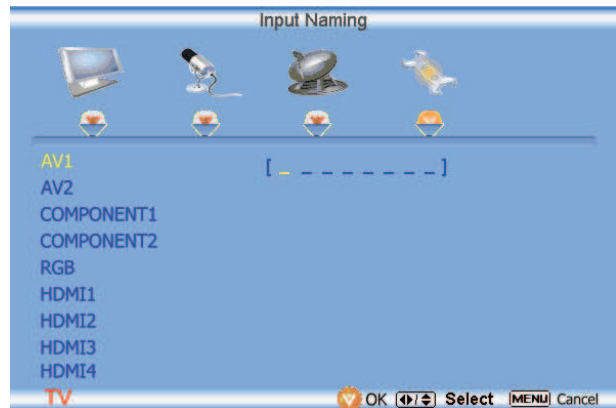 Input Naming
AV1 [ _ _ _ _ _ _ _ _ ]
AV2
COMPONENT1
COMPONENT2
RGB
HDMI1
HDMI2
HDMI3
HDMI4
TV OK Select MENU Cancel